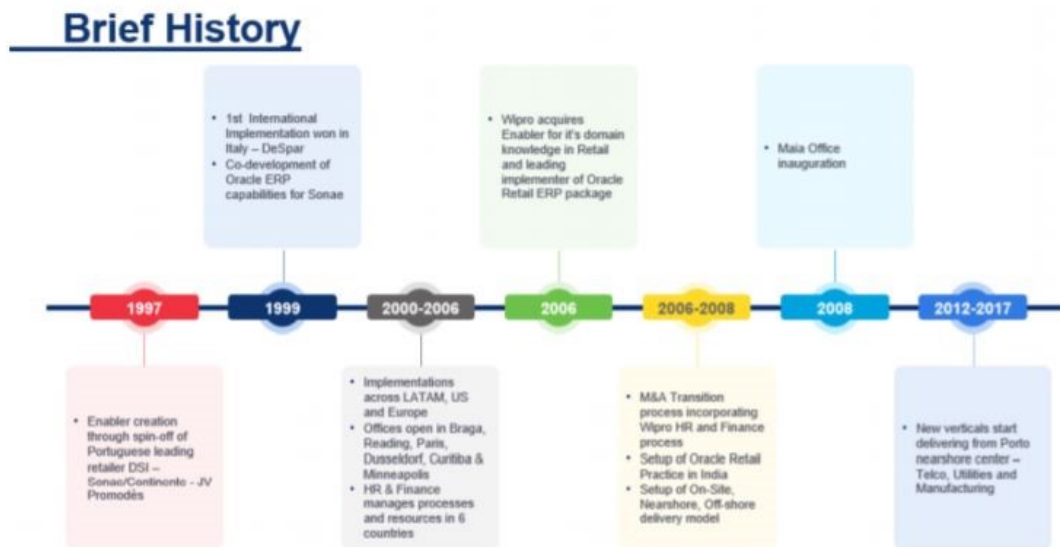 Brief History
• 1st International
Implementation won in
Italy – DeSpar
• Co-development of
Oracle ERP
capabilities for Sonae
• Wipro acquires
Enabler for it's domain
knowledge in Retail
and leading
implementer of Oracle
Retail ERP package
• Maia Office
inauguration
1997
1999
2000-2006
2006
2006-2008
2008
2012-2017
• Enabler creation
through spin-off of
Portuguese leading
retailer DSI –
Sonae/Continente - JV
Promodès
• Implementations
across LATAM, US
and Europe
• Offices open in Braga,
Reading, Paris,
Dusseldorf, Curitiba &
Minneapolis
• HR & Finance
manages processes
and resources in 6
countries
• M&A Transition
process incorporating
Wipro HR and Finance
process
• Setup of Oracle Retail
Practice in India
• Setup of On-Site,
Nearshore, Off-shore
delivery model
• New verticals start
delivering from Porto
nearshore center –
Telco, Utilities and
Manufacturing